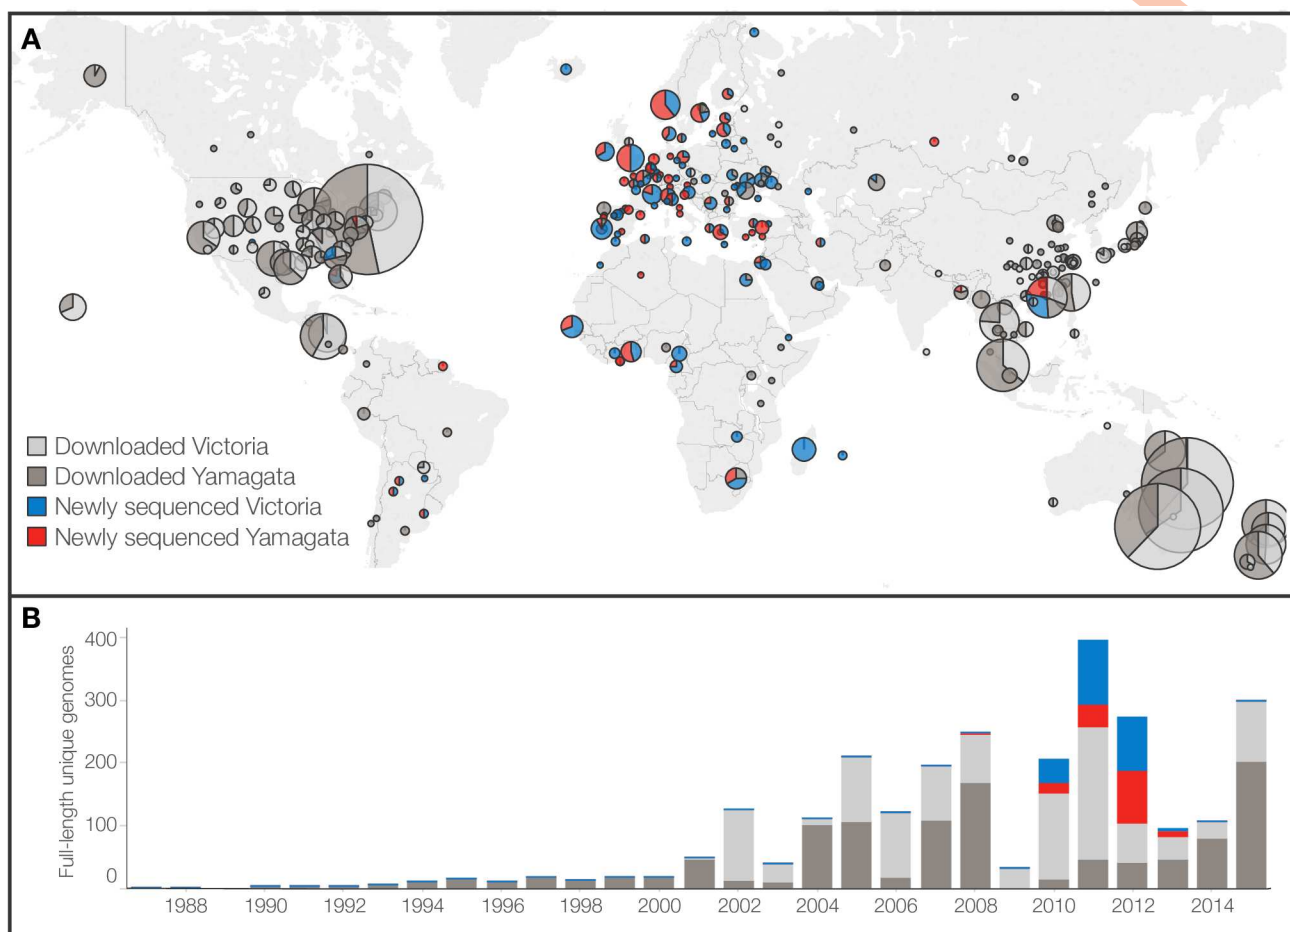 A
Downloaded Victoria
Downloaded Yamagata
Newly sequenced Victoria
Newly sequenced Yamagata
B
Full-length unique genomes
400
300
200
100
0
1988 1990 1992 1994 1996 1998 2000 2002 2004 2006 2008 2010 2012 2014